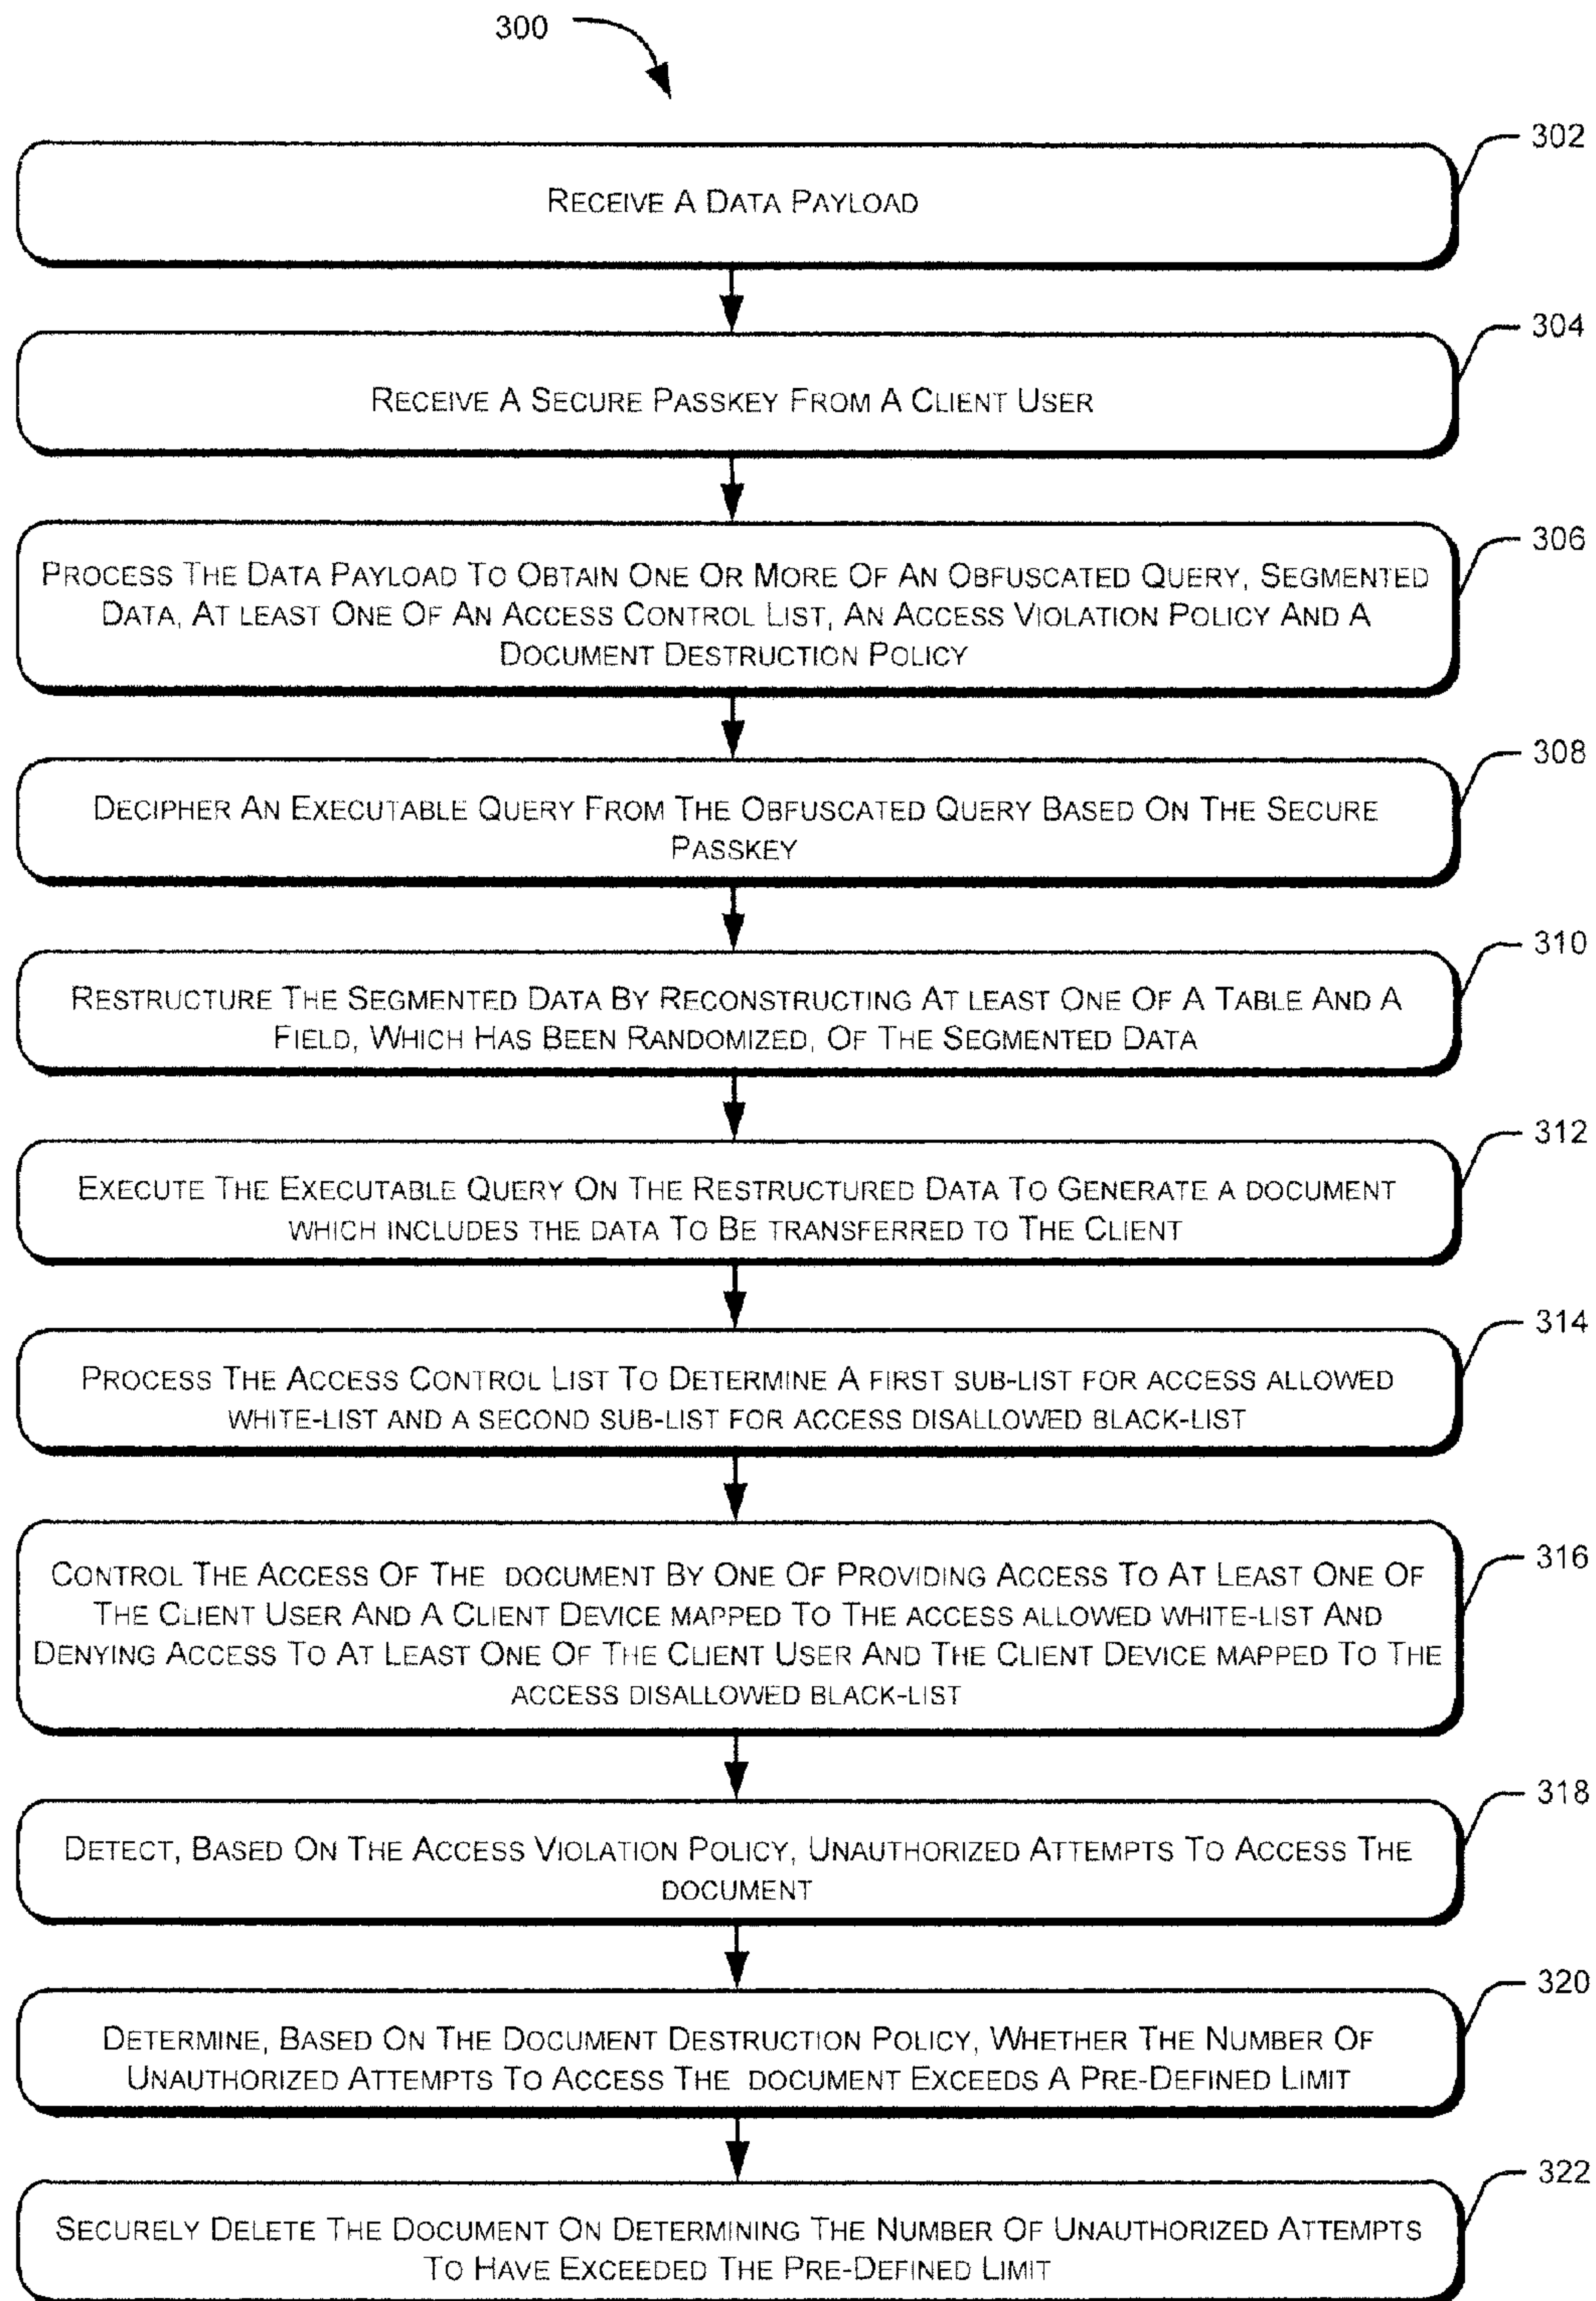 300
302
RECEIVE A DATA PAYLOAD
304
RECEIVE A SECURE PASSKEY FROM A CLIENT USER
306
PROCESS THE DATA PAYLOAD TO OBTAIN ONE OR MORE OF AN OBFUSCATED QUERY, SEGMENTED
DATA, AT LEAST ONE OF AN ACCESS CONTROL LIST, AN ACCESS VIOLATION POLICY AND A
DOCUMENT DESTRUCTION POLICY
308
DECIPHER AN EXECUTABLE QUERY FROM THE OBFUSCATED QUERY BASED ON THE SECURE
PASSKEY
310
RESTRUCTURE THE SEGMENTED DATA BY RECONSTRUCTING AT LEAST ONE OF A TABLE AND A
FIELD, WHICH HAS BEEN RANDOMIZED, OF THE SEGMENTED DATA
312
EXECUTE THE EXECUTABLE QUERY ON THE RESTRUCTURED DATA TO GENERATE A DOCUMENT
WHICH INCLUDES THE DATA TO BE TRANSFERRED TO THE CLIENT
314
PROCESS THE ACCESS CONTROL LIST TO DETERMINE A FIRST SUB-LIST FOR ACCESS ALLOWED
WHITE-LIST AND A SECOND SUB-LIST FOR ACCESS DISALLOWED BLACK-LIST
316
CONTROL THE ACCESS OF THE DOCUMENT BY ONE OF PROVIDING ACCESS TO AT LEAST ONE OF
THE CLIENT USER AND A CLIENT DEVICE MAPPED TO THE ACCESS ALLOWED WHITE-LIST AND
DENYING ACCESS TO AT LEAST ONE OF THE CLIENT USER AND THE CLIENT DEVICE MAPPED TO THE
ACCESS DISALLOWED BLACK-LIST
318
DETECT, BASED ON THE ACCESS VIOLATION POLICY, UNAUTHORIZED ATTEMPTS TO ACCESS THE
DOCUMENT
320
DETERMINE, BASED ON THE DOCUMENT DESTRUCTION POLICY, WHETHER THE NUMBER OF
UNAUTHORIZED ATTEMPTS TO ACCESS THE DOCUMENT EXCEEDS A PRE-DEFINED LIMIT
322
SECURELY DELETE THE DOCUMENT ON DETERMINING THE NUMBER OF UNAUTHORIZED ATTEMPTS
TO HAVE EXCEEDED THE PRE-DEFINED LIMIT